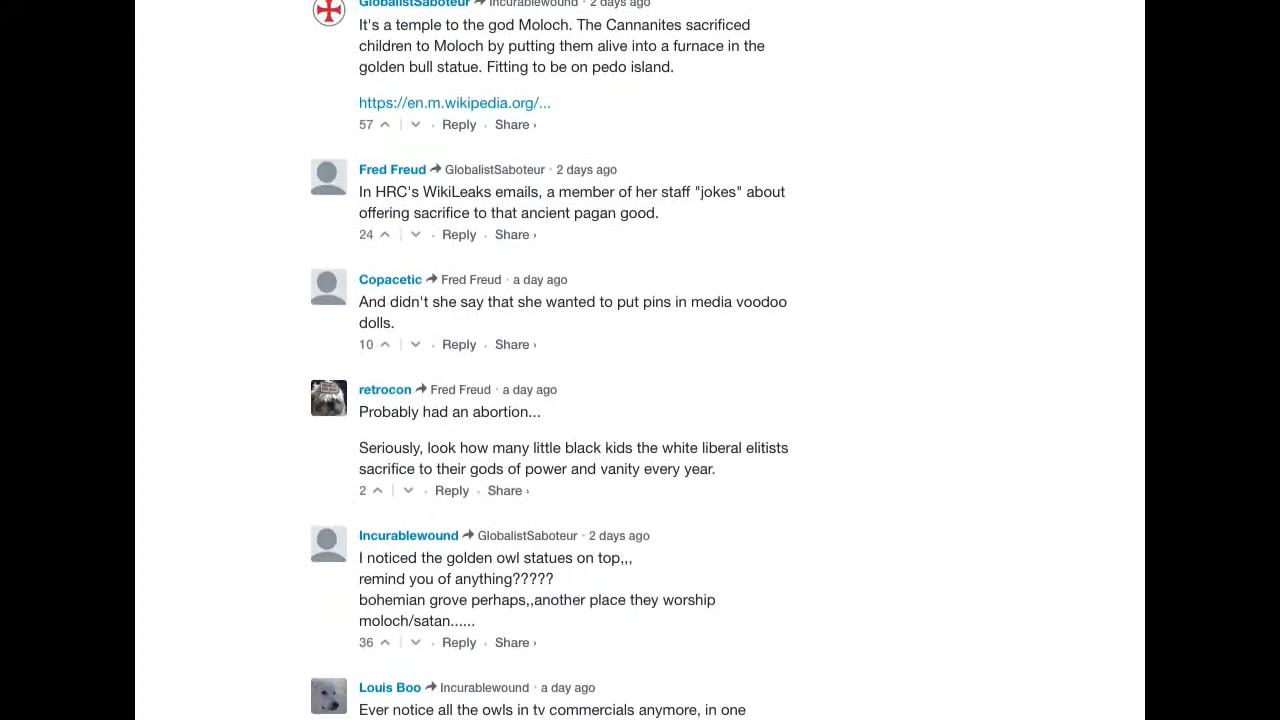 GlobalistSaboteur → Incurablewound · 2 days ago
It's a temple to the god Moloch. The Cannanites sacrificed
children to Moloch by putting them alive into a furnace in the
golden bull statue. Fitting to be on pedo island.
https://en.m.wikipedia.org/...
57 | · Reply · Share ›
Fred Freud → GlobalistSaboteur · 2 days ago
In HRC's WikiLeaks emails, a member of her staff "jokes" about
offering sacrifice to that ancient pagan good.
24 | · Reply · Share ›
Copacetic → Fred Freud · a day ago
And didn't she say that she wanted to put pins in media voodoo
dolls.
10 | · Reply · Share ›
retrocon → Fred Freud · a day ago
Probably had an abortion...
Seriously, look how many little black kids the white liberal elitists
sacrifice to their gods of power and vanity every year.
2 | · Reply · Share ›
Incurablewound → GlobalistSaboteur · 2 days ago
I noticed the golden owl statues on top,,,
remind you of anything?????
bohemian grove perhaps,,another place they worship
moloch/satan......
36 | · Reply · Share ›
Louis Boo → Incurablewound · a day ago
Ever notice all the owls in tv commercials anymore, in one